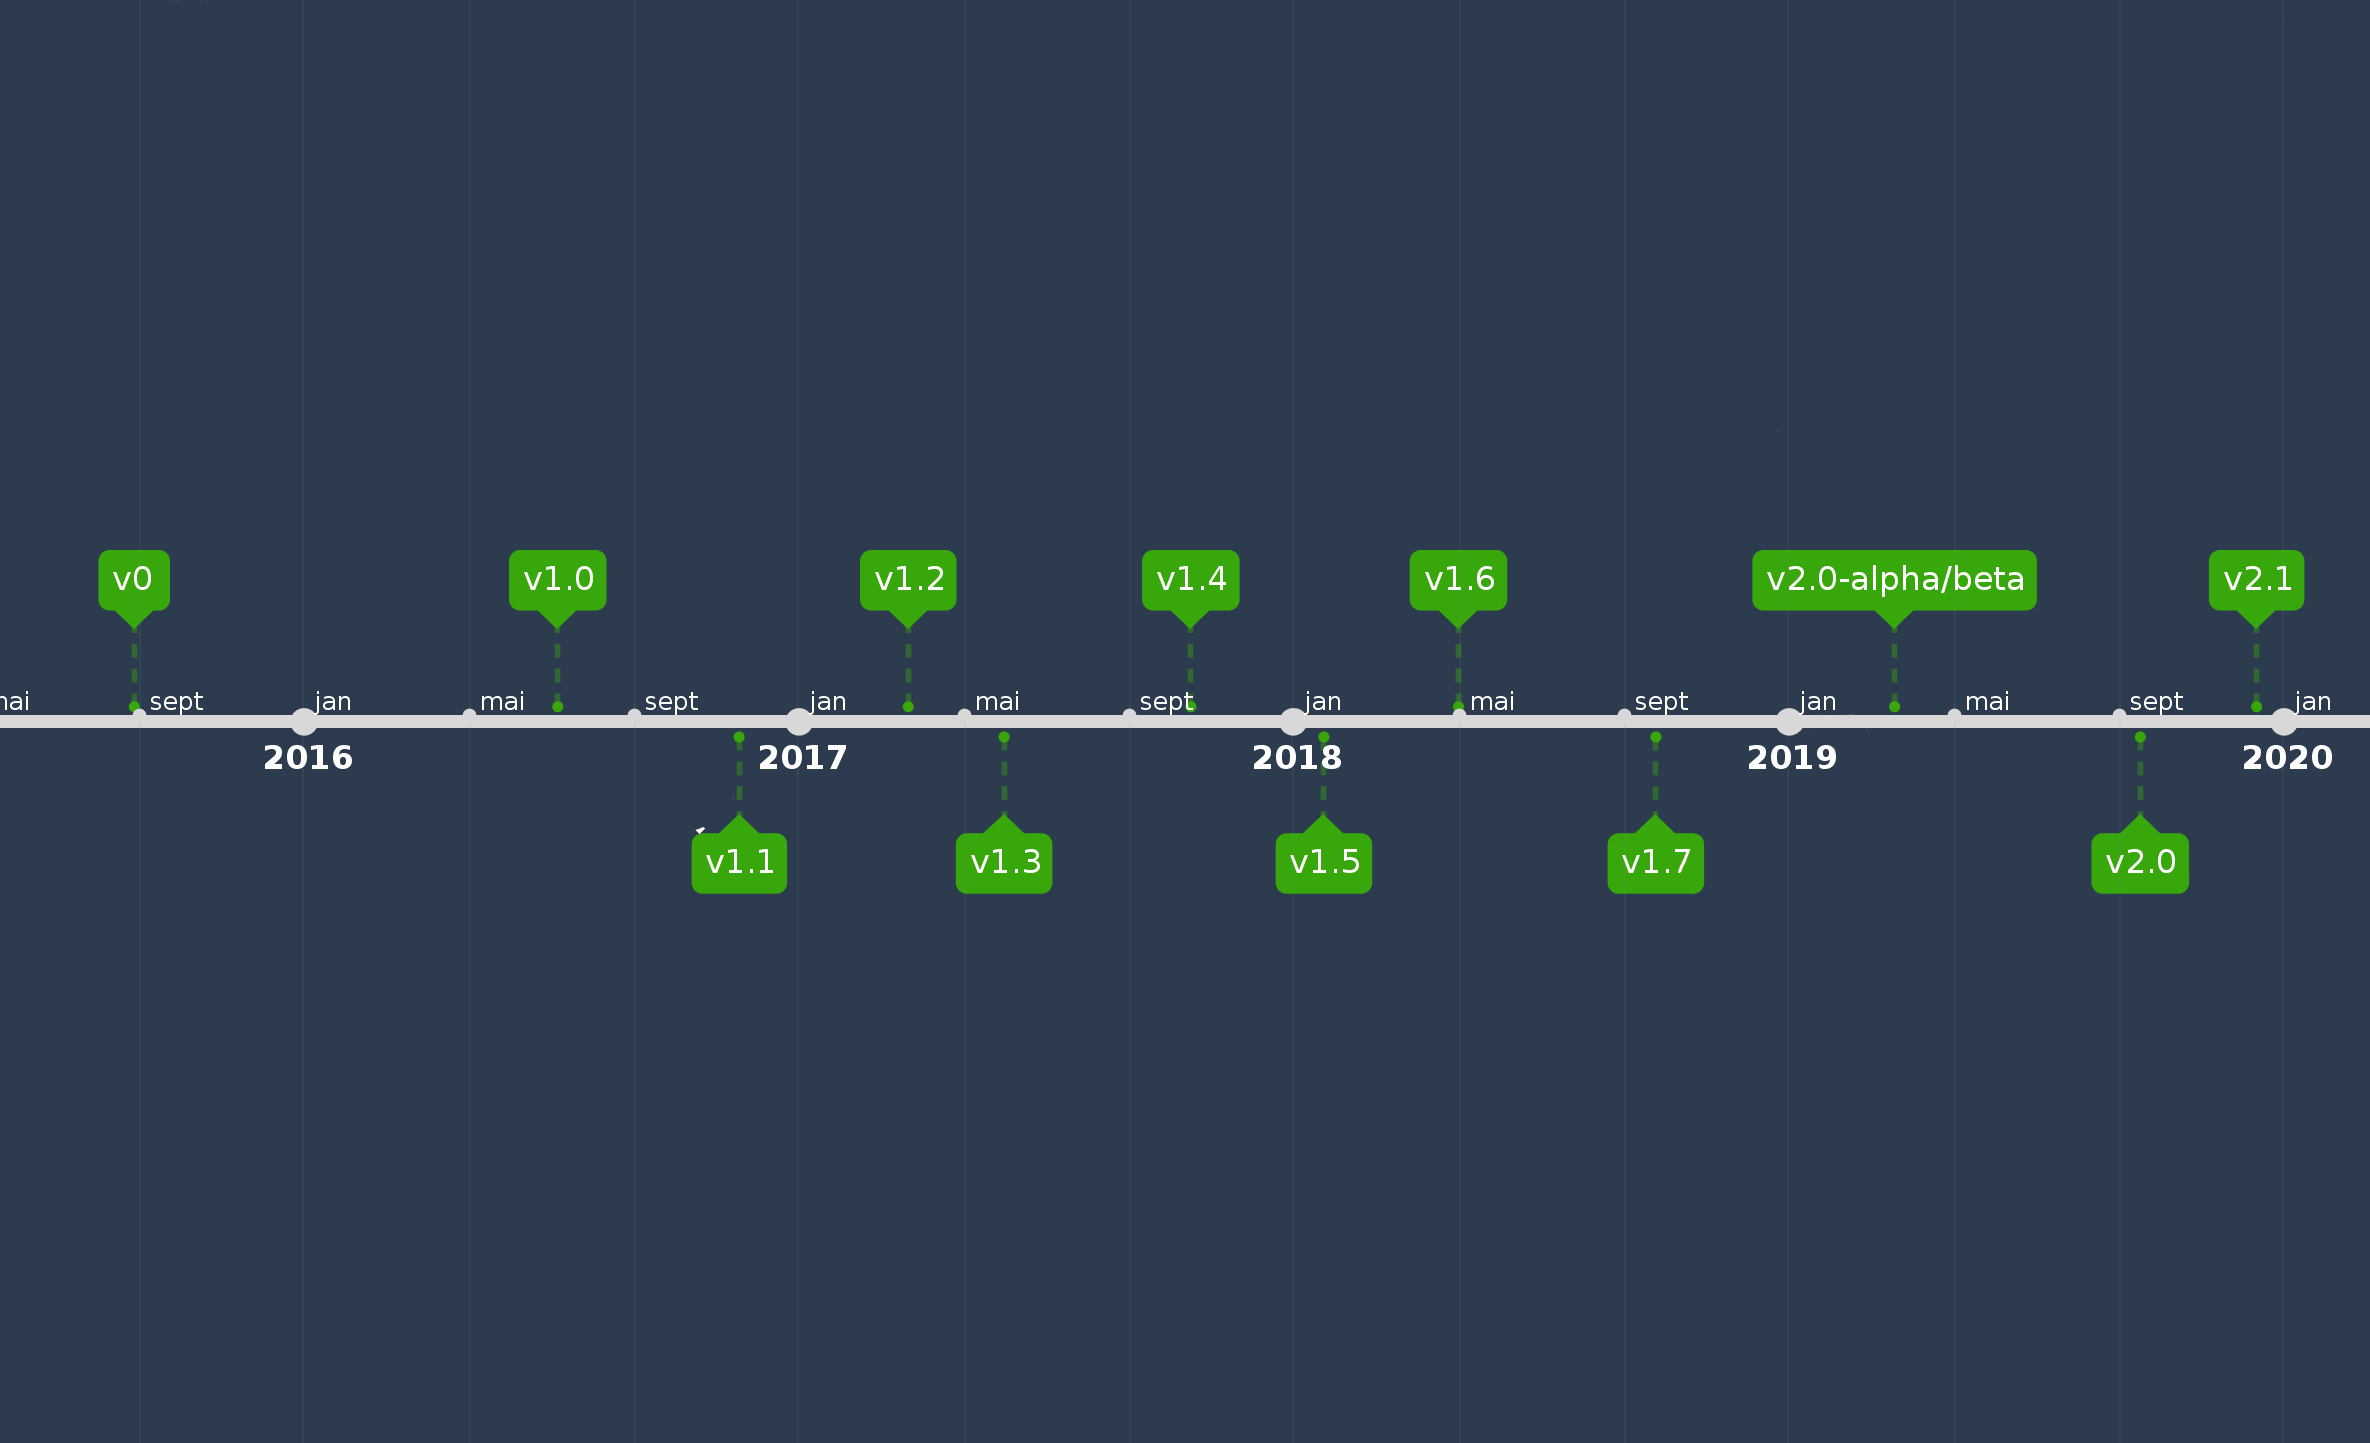 v0 v1.0 v1.2 v1.4 v1.6 v2.0-alpha/beta v2.1
sept jan mai sept jan mai sept jan mai sept jan mai sept jan
2016 2017 2018 2019 2020
v1.1 v1.3 v1.5 v1.7 v2.0